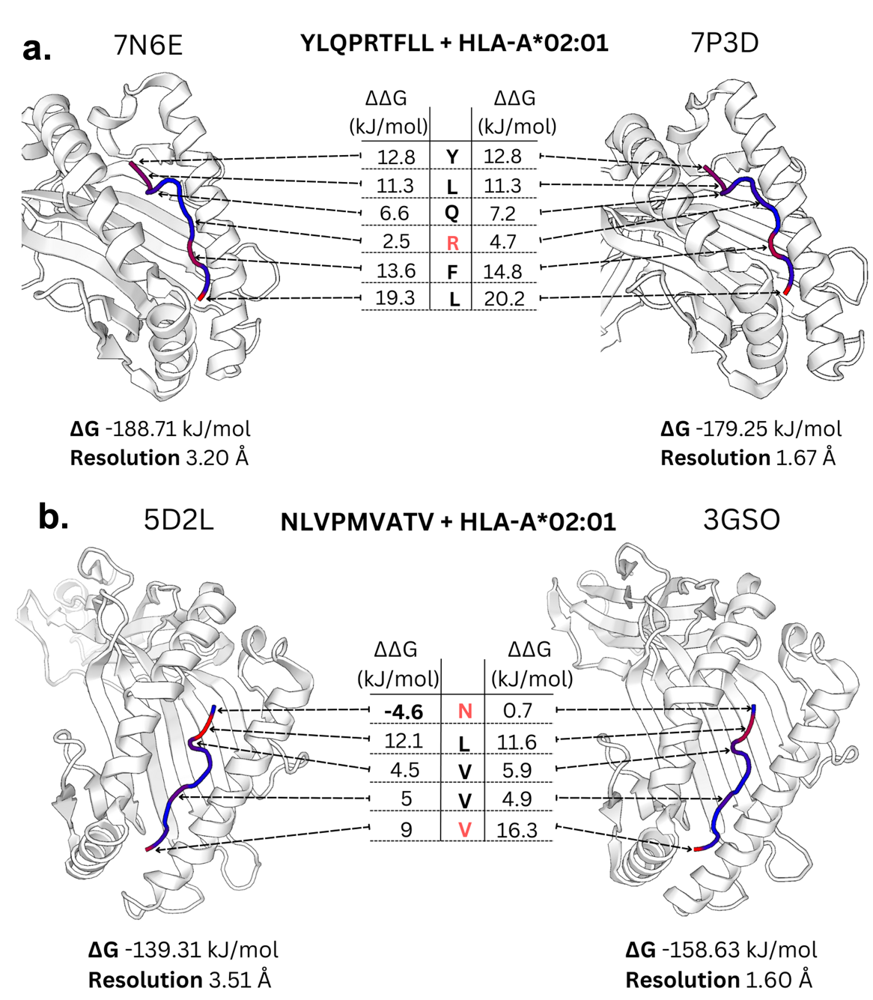 a. 7N6E YLQPRTFLL + HLA-A*02:01 7P3D
ΔΔG ΔΔG
(kJ/mol) (kJ/mol)
12.8 Y 12.8
11.3 L 11.3
6.6 Q 7.2
2.5 R 4.7
13.6 F 14.8
19.3 L 20.2
ΔG -188.71 kJ/mol ΔG -179.25 kJ/mol
Resolution 3.20 Å Resolution 1.67 Å
b. 5D2L NLVPMVATV + HLA-A*02:01 3GSO
ΔΔG ΔΔG
(kJ/mol) (kJ/mol)
-4.6 N 0.7
12.1 L 11.6
4.5 V 5.9
5 V 4.9
9 V 16.3
ΔG -139.31 kJ/mol ΔG -158.63 kJ/mol
Resolution 3.51 Å Resolution 1.60 Å